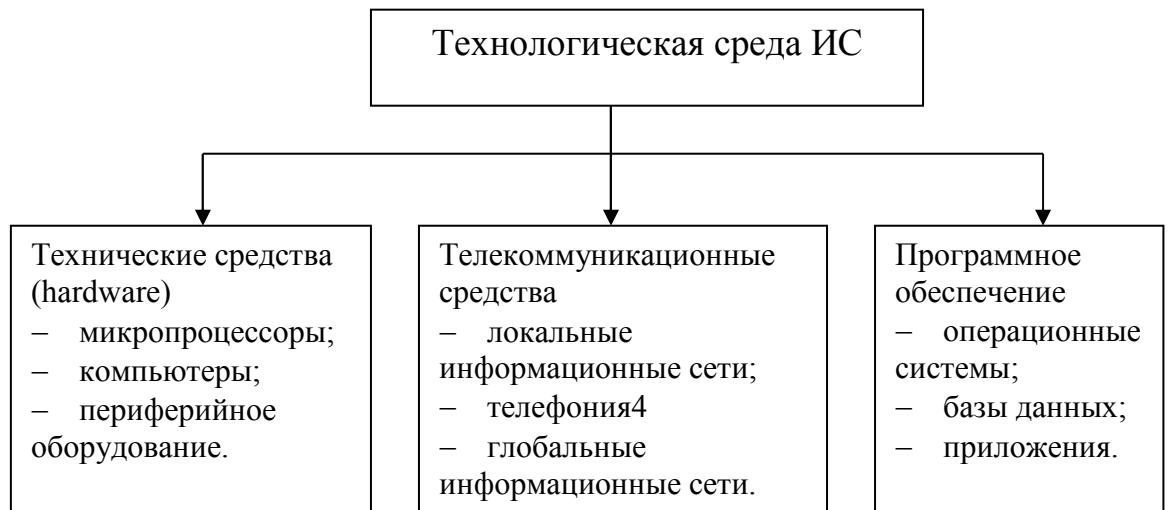 Технологическая среда ИС
Технические средства
(hardware)
– микропроцессоры;
– компьютеры;
– периферийное
оборудование.
Телекоммуникационные
средства
– локальные
информационные сети;
– телефония4
– глобальные
информационные сети.
Программное
обеспечение
– операционные
системы;
– базы данных;
– приложения.